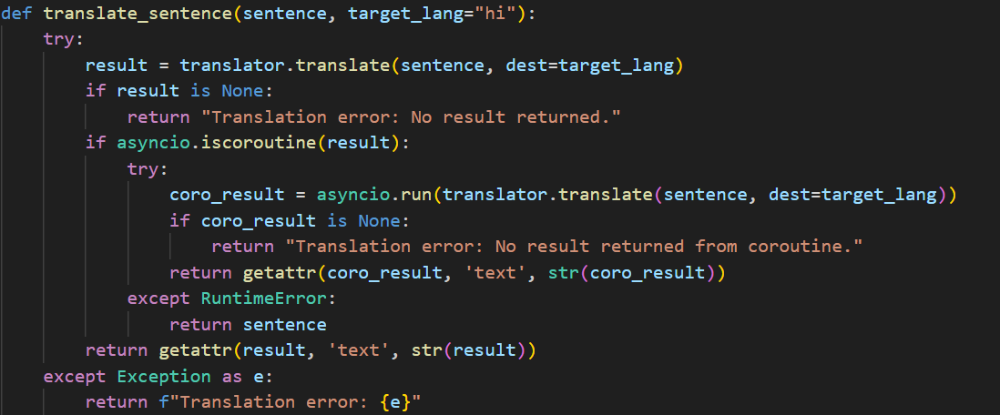 def translate_sentence(sentence, target_lang="hi"):
    try:
        result = translator.translate(sentence, dest=target_lang)
        if result is None:
            return "Translation error: No result returned."
        if asyncio.iscoroutine(result):
            try:
                coro_result = asyncio.run(translator.translate(sentence, dest=target_lang))
                if coro_result is None:
                    return "Translation error: No result returned from coroutine."
                return getattr(coro_result, 'text', str(coro_result))
            except RuntimeError:
                return sentence
        return getattr(result, 'text', str(result))
    except Exception as e:
        return f"Translation error: {e}"